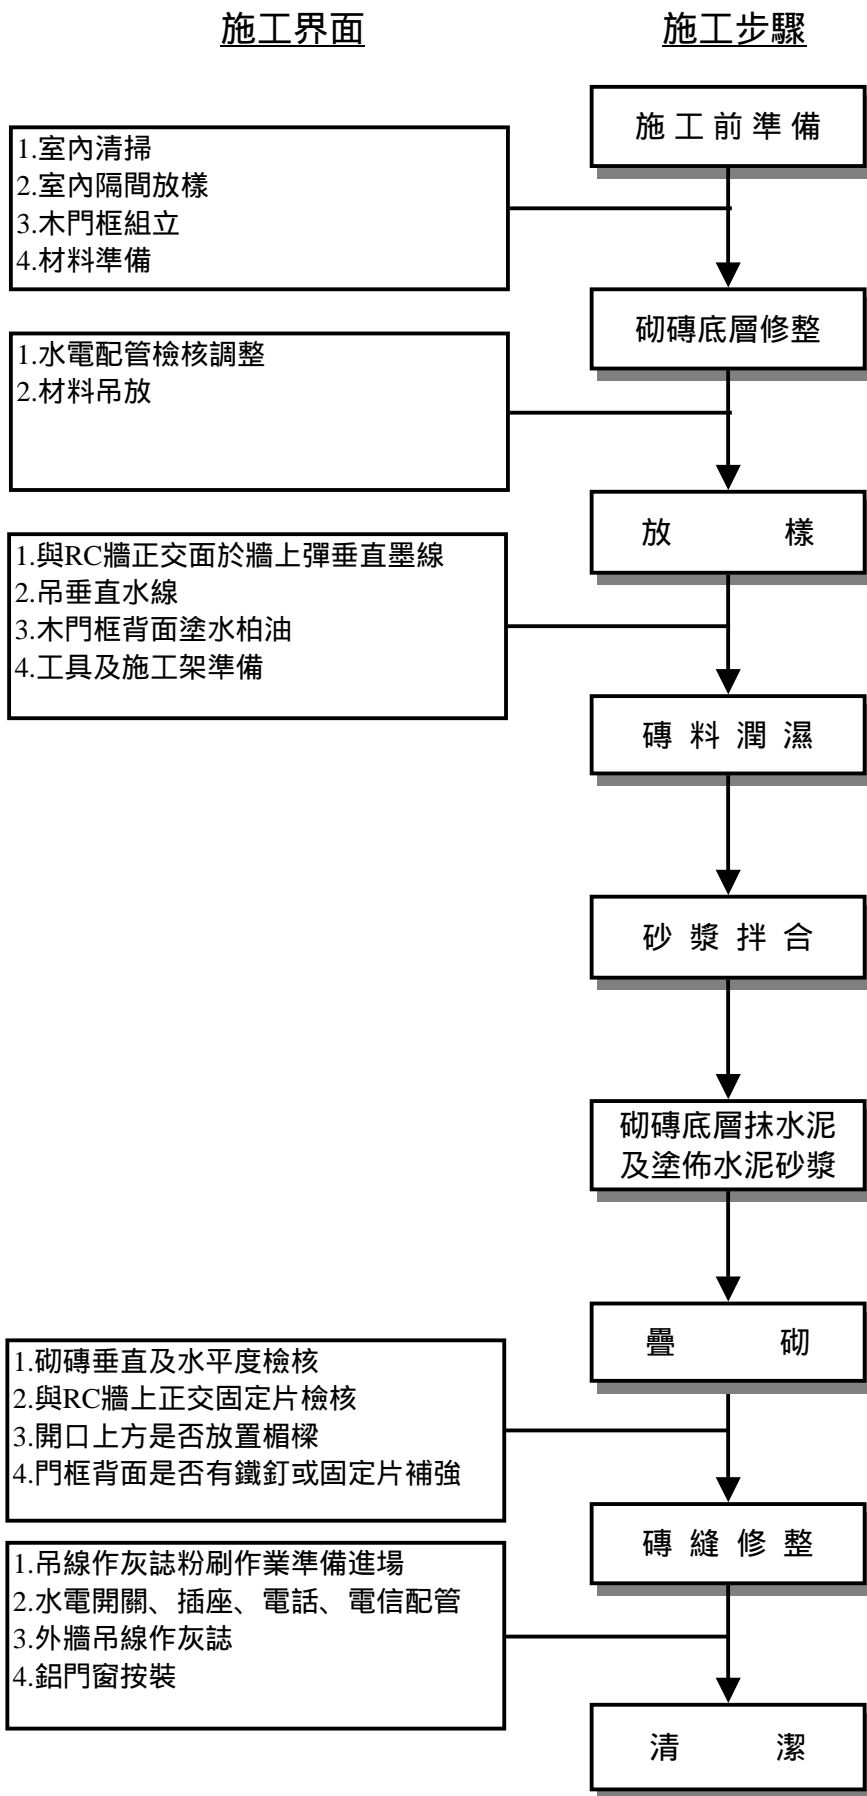 施工界面
施工步驟
施工前準備
1.室內清掃
2.室內隔間放樣
3.木門框組立
4.材料準備
砌磚底層修整
1.水電配管檢核調整
2.材料吊放
放樣
1.與RC牆正交面於牆上彈垂直墨線
2.吊垂直水線
3.木門框背面塗水柏油
4.工具及施工架準備
磚料潤濕
砂漿拌合
砌磚底層抹水泥
及塗佈水泥砂漿
疊砌
1.砌磚垂直及水平度檢核
2.與RC牆上正交固定片檢核
3.開口上方是否放置楣樑
4.門框背面是否有鐵釘或固定片補強
磚縫修整
1.吊線作灰誌粉刷作業準備進場
2.水電開關、插座、電話、電信配管
3.外牆吊線作灰誌
4.鋁門窗按裝
清潔